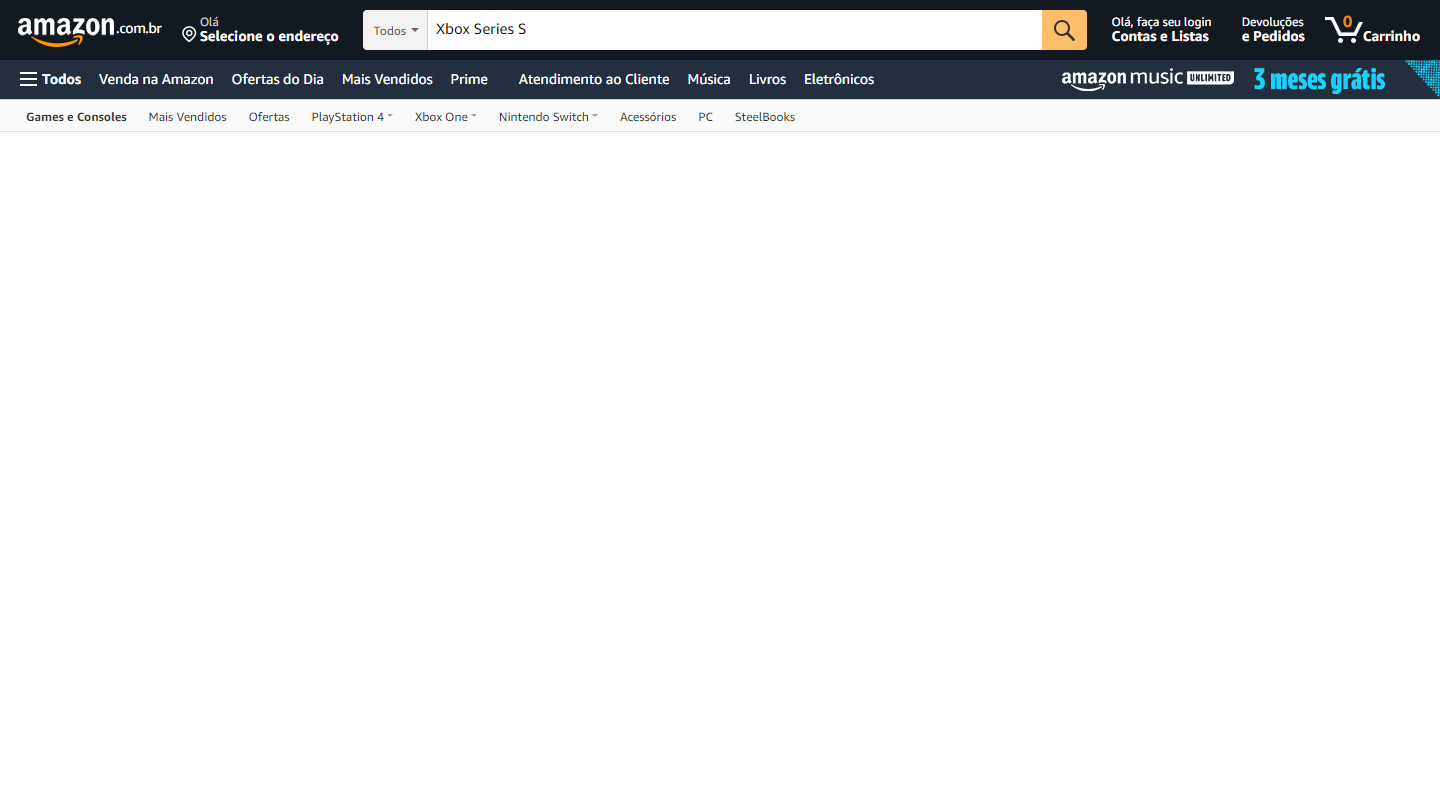 amazon.com.br
Olá
Selecione o endereço
Todos
Xbox Series S
Olá, faça seu login
Contas e Listas
Devoluções
e Pedidos
0
Carrinho
Todos
Venda na Amazon
Ofertas do Dia
Mais Vendidos
Prime
Atendimento ao Cliente
Música
Livros
Eletrônicos
amazon music UNLIMITED
3 meses grátis
Games e Consoles
Mais Vendidos
Ofertas
PlayStation 4
Xbox One
Nintendo Switch
Acessórios
PC
SteelBooks